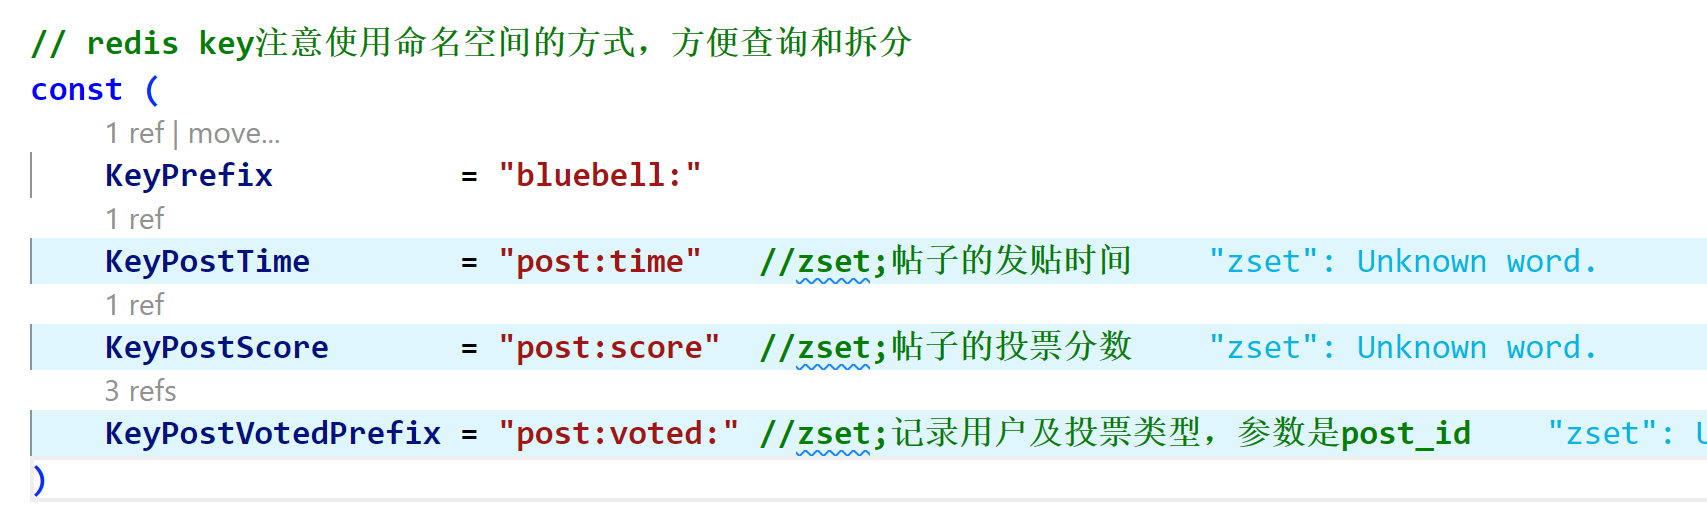 // redis key注意使用命名空间的方式，方便查询和拆分
const (
1 ref | move...
KeyPrefix = "bluebell:"
1 ref
KeyPostTime = "post:time" //zset;帖子的发贴时间 "zset": Unknown word.
1 ref
KeyPostScore = "post:score" //zset;帖子的投票分数 "zset": Unknown word.
3 refs
KeyPostVotedPrefix = "post:voted:" //zset;记录用户及投票类型，参数是post_id "zset": U
)